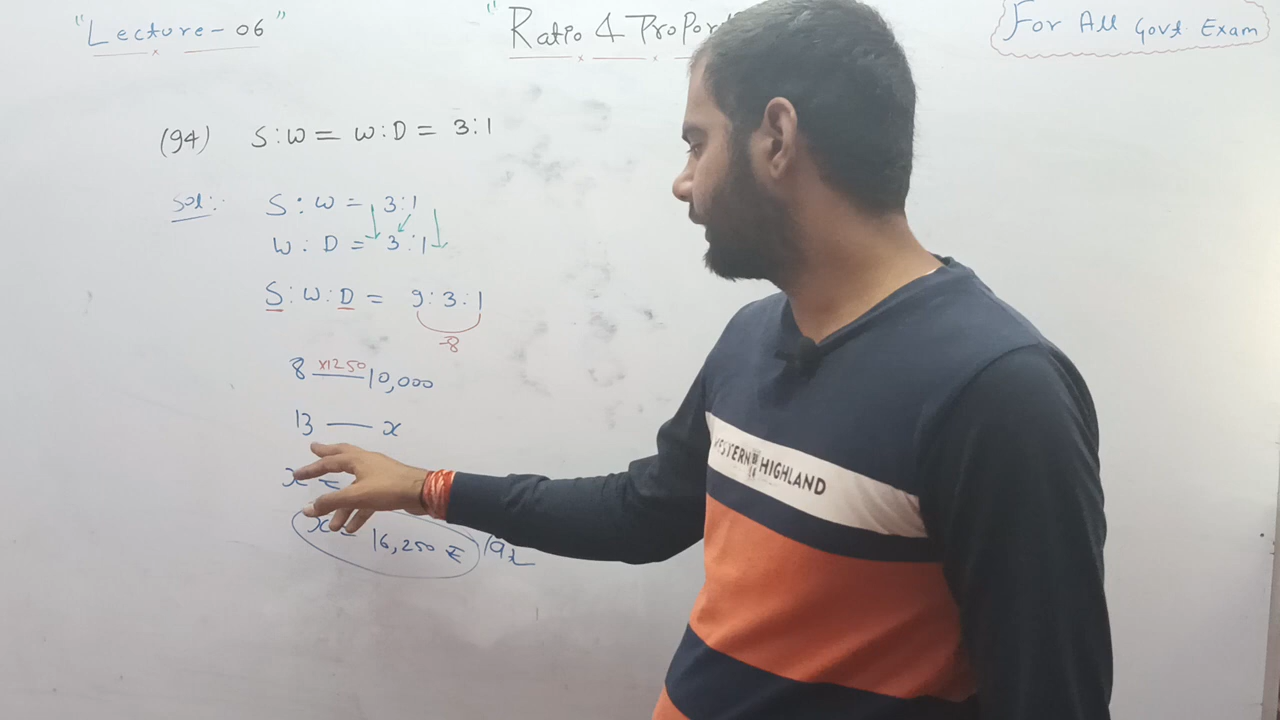 "Lecture-06"
"Ratio & Propor
For All Govt Exam
(94) S:W = W:D = 3:1
Sol:-
S:W = 3:1
W:D = 3:1
S:W:D = 9:3:1
-8
8 ×1250 10,000
13 — x
x =
x = 16,250 ₹
WESTERN HIGHLAND